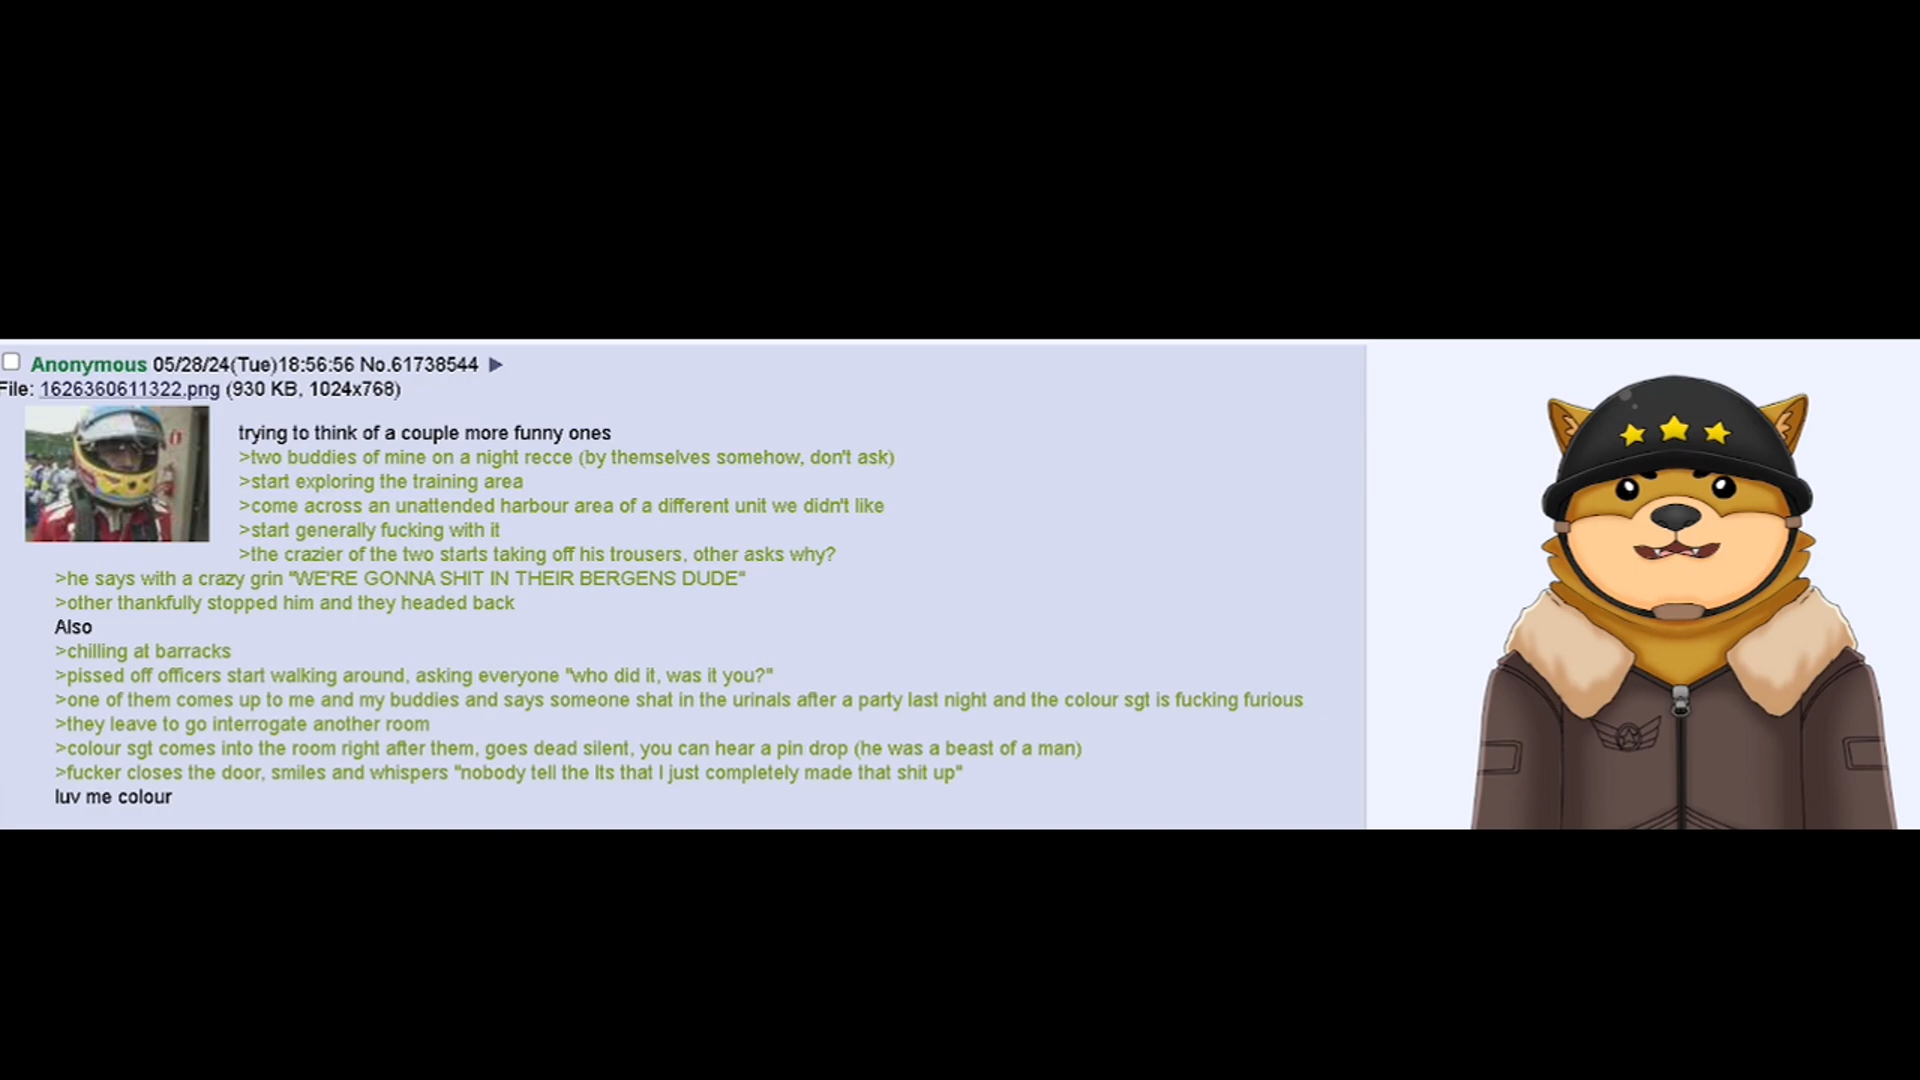 Anonymous 05/28/24(Tue)18:56:56 No.61738544 ▶
File: 1626360611322.png (930 KB, 1024x768)
trying to think of a couple more funny ones
>two buddies of mine on a night recce (by themselves somehow, don't ask)
>start exploring the training area
>come across an unattended harbour area of a different unit we didn't like
>start generally fucking with it
>the crazier of the two starts taking off his trousers, other asks why?
>he says with a crazy grin "WE'RE GONNA SHIT IN THEIR BERGENS DUDE"
>other thankfully stopped him and they headed back
Also
>chilling at barracks
>pissed off officers start walking around, asking everyone "who did it, was it you?"
>one of them comes up to me and my buddies and says someone shat in the urinals after a party last night and the colour sgt is fucking furious
>they leave to go interrogate another room
>colour sgt comes into the room right after them, goes dead silent, you can hear a pin drop (he was a beast of a man)
>fucker closes the door, smiles and whispers "nobody tell the lts that I just completely made that shit up"
luv me colour